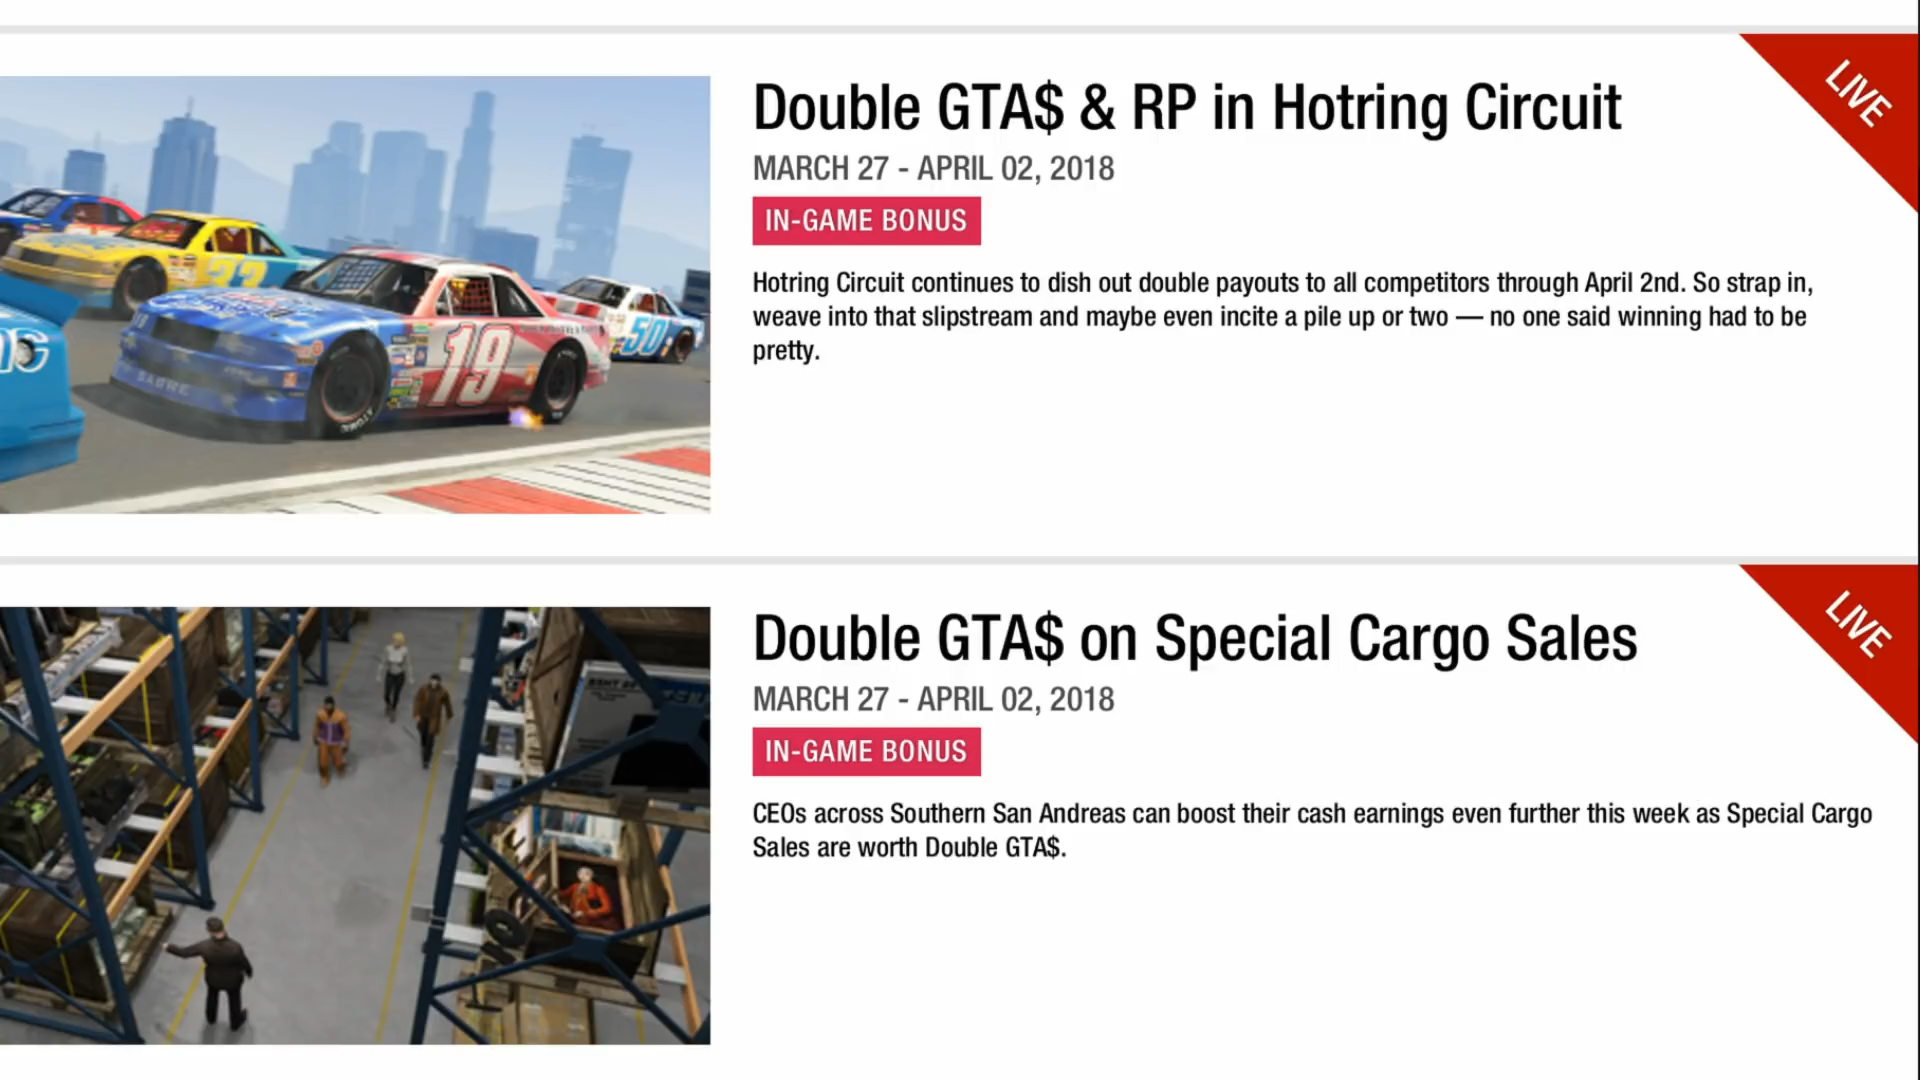 Double GTA$ & RP in Hotring Circuit
LIVE
MARCH 27 - APRIL 02, 2018
IN-GAME BONUS
Hotring Circuit continues to dish out double payouts to all competitors through April 2nd. So strap in,
weave into that slipstream and maybe even incite a pile up or two — no one said winning had to be
pretty.
19
50
SABRE
ATOMIC
Double GTA$ on Special Cargo Sales
LIVE
MARCH 27 - APRIL 02, 2018
IN-GAME BONUS
CEOs across Southern San Andreas can boost their cash earnings even further this week as Special Cargo
Sales are worth Double GTA$.